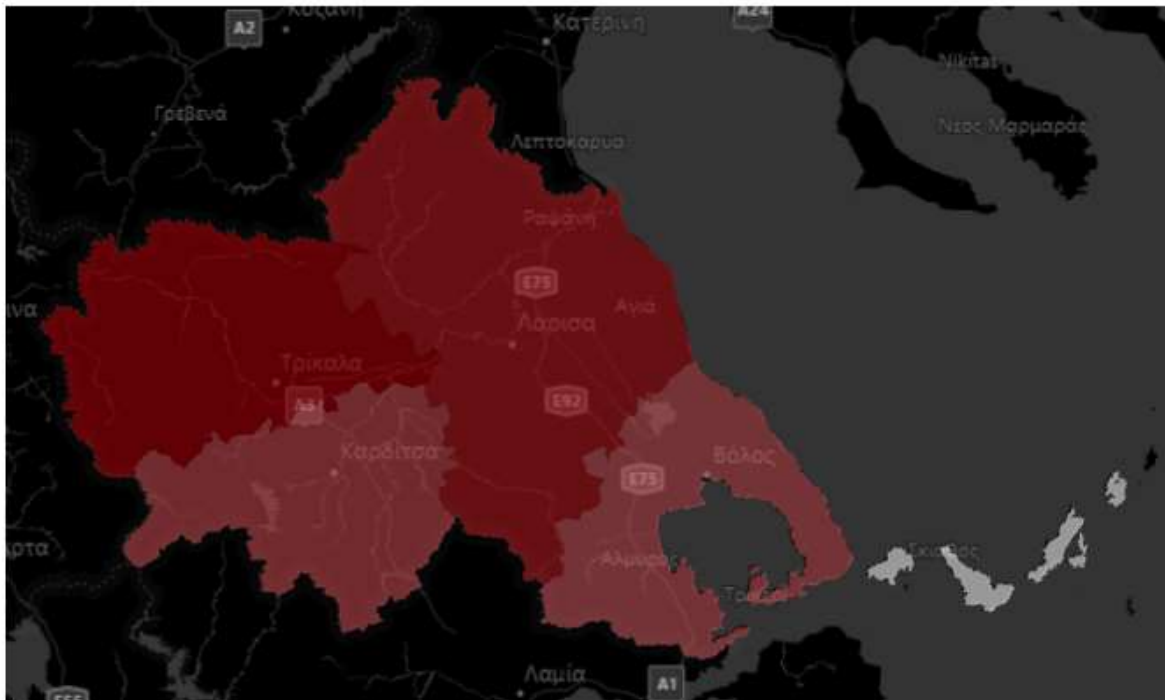 Κοζάνη
A2
Κατερίνη
A24
Nikitas
Γρεβενά
Νέος Μαρμαράς
Λεπτοκαρυά
Ραψάνη
E75
Αγιά
Λάρισα
Τρίκαλα
E92
Καρδίτσα
Βόλος
E75
Αλμυρός
Σκιάθος
Λαμία
A1